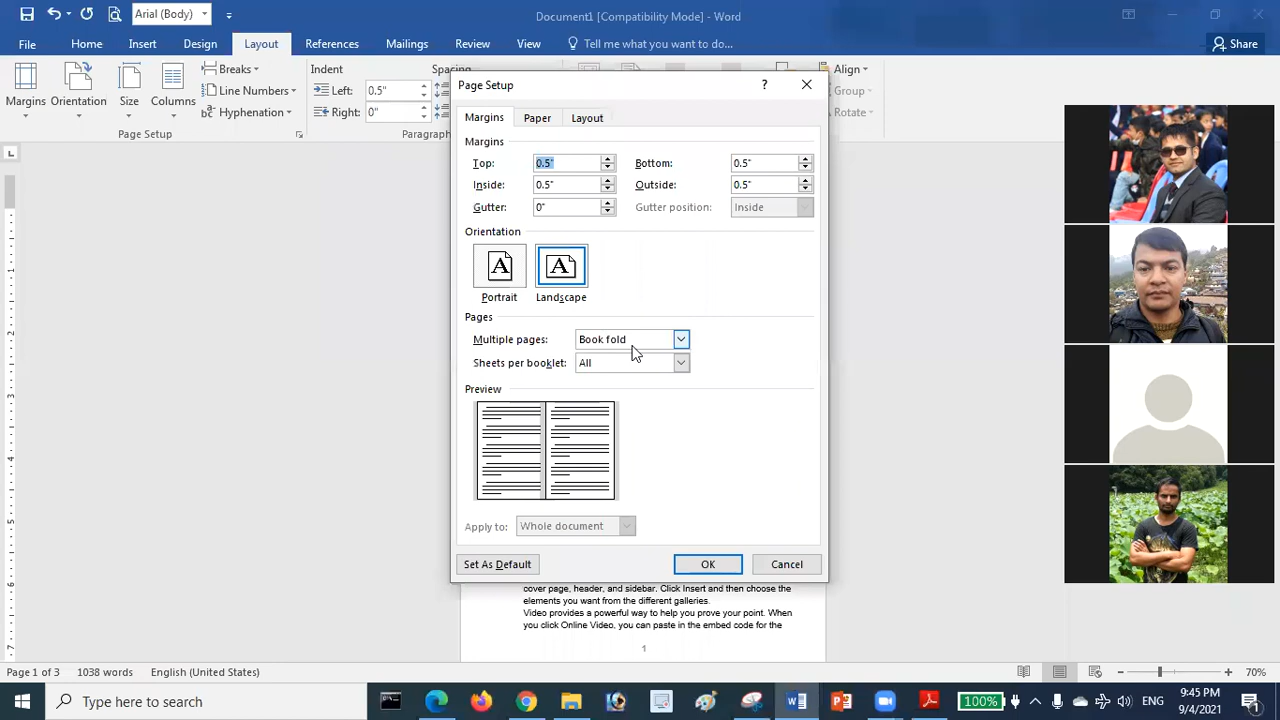 Arial (Body)
Document1 [Compatibility Mode] - Word
File
Home
Insert
Design
Layout
References
Mailings
Review
View
Tell me what you want to do...
Share
Margins
Orientation
Size
Columns
Breaks
Line Numbers
Hyphenation
Page Setup
Indent
Left:
0.5"
Right:
0"
Spacing
Paragraph
Align
Group
Rotate
Page Setup
?
Margins
Paper
Layout
Margins
Top:
0.5"
Bottom:
0.5"
Inside:
0.5"
Outside:
0.5"
Gutter:
0"
Gutter position:
Inside
Orientation
A
A
Portrait
Landscape
Pages
Multiple pages:
Book fold
Sheets per booklet:
All
Preview
Apply to:
Whole document
Set As Default
OK
Cancel
cover page, header, and sidebar. Click Insert and then choose the
elements you want from the different galleries.
Video provides a powerful way to help you prove your point. When
you click Online Video, you can paste in the embed code for the
1
1
2
3
4
5
6
7
Page 1 of 3
1038 words
English (United States)
70%
Type here to search
100%
ENG
9:45 PM
9/4/2021
1